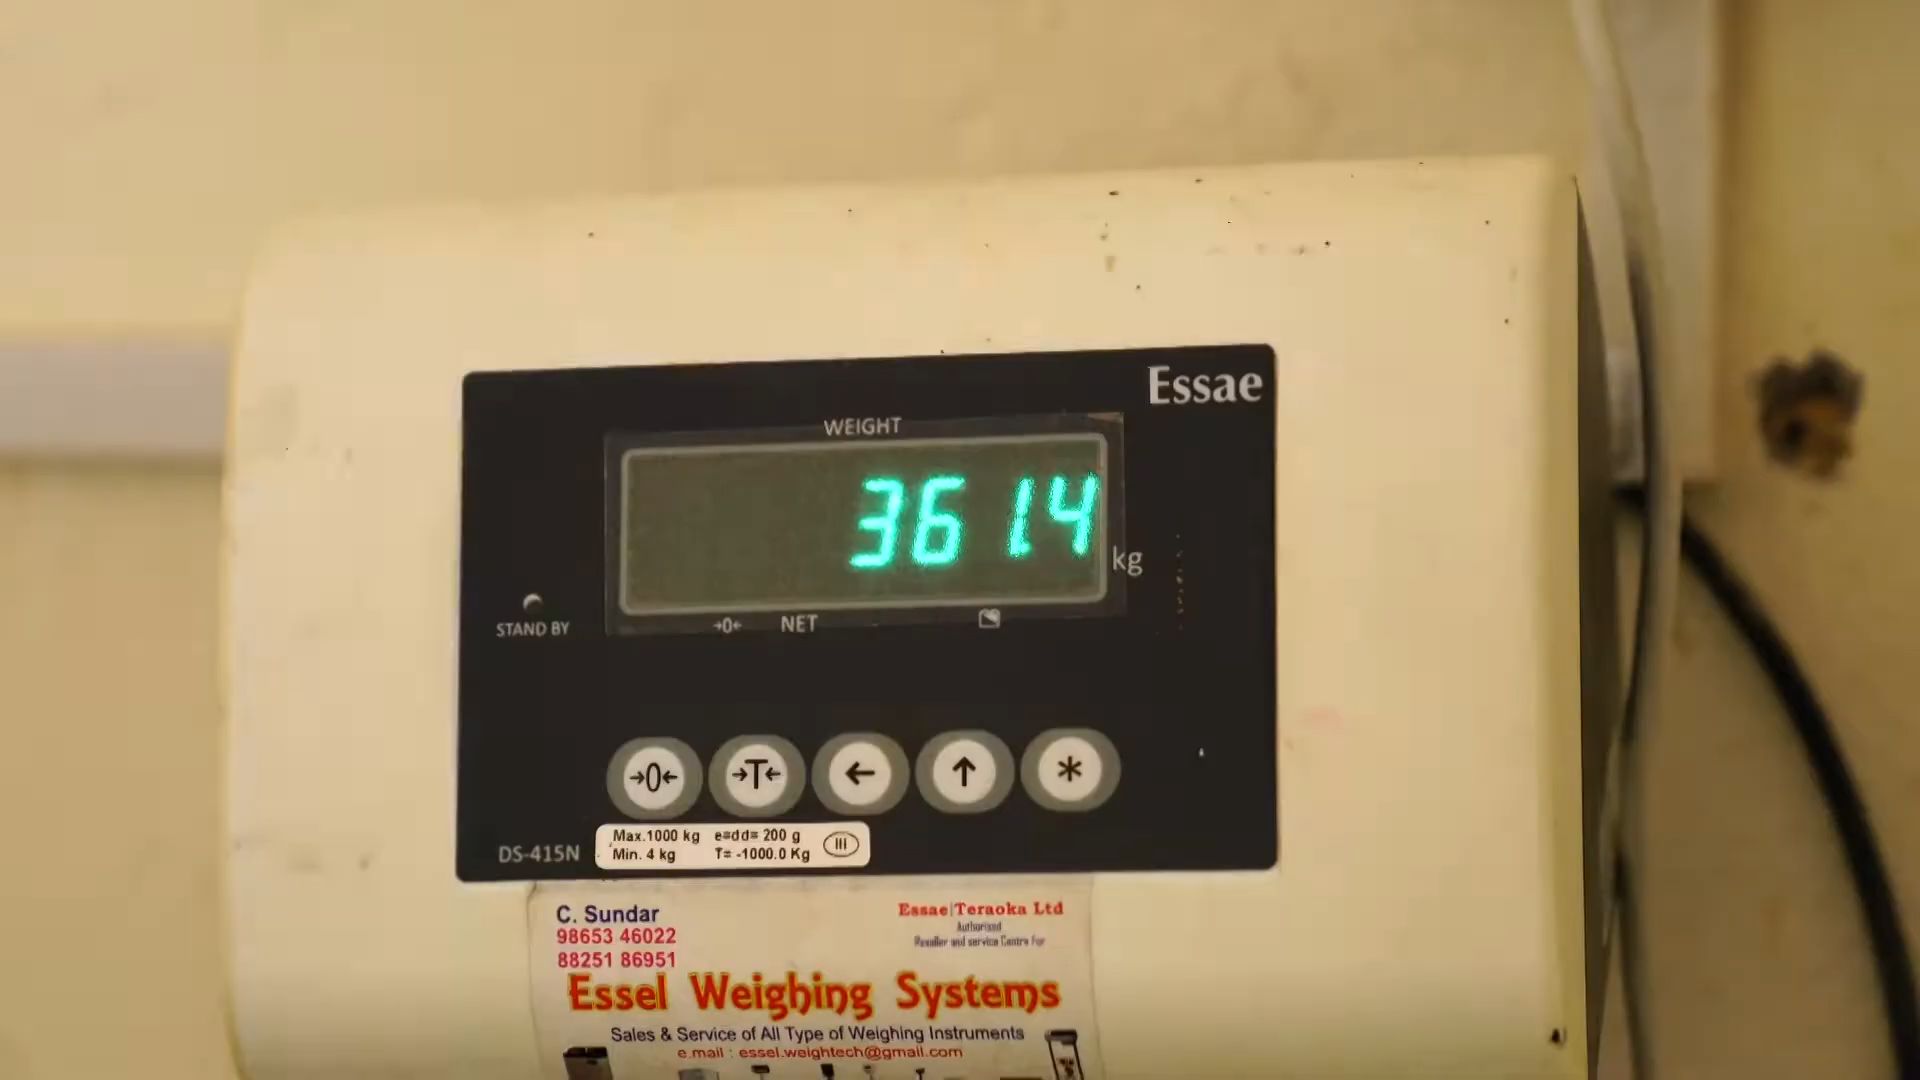 Essae
WEIGHT
361.4
kg
STAND BY
→0← NET
→0← →T← ← ↑ *
DS-415N
Max.1000 kg e=dd= 200 g
Min. 4 kg T= -1000.0 Kg
III
C. Sundar
98653 46022
88251 86951
Essae|Teraoka Ltd
Authorised
Reseller and service Centre for
Essel Weighing Systems
Sales & Service of All Type of Weighing Instruments
e.mail : essel.weightech@gmail.com